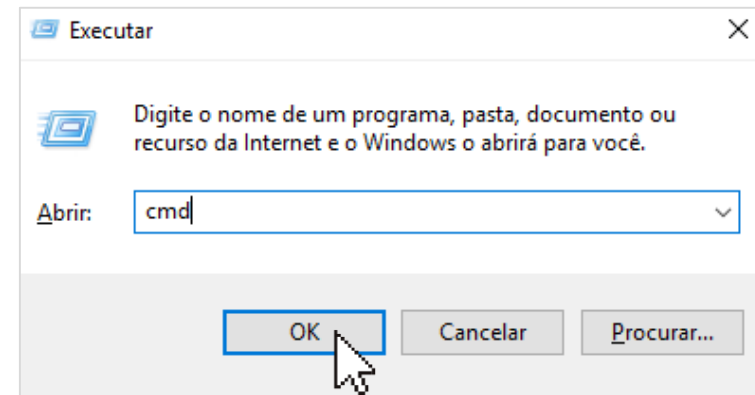 Executar
Digite o nome de um programa, pasta, documento ou
recurso da Internet e o Windows o abrirá para você.
Abrir: cmd
OK Cancelar Procurar...